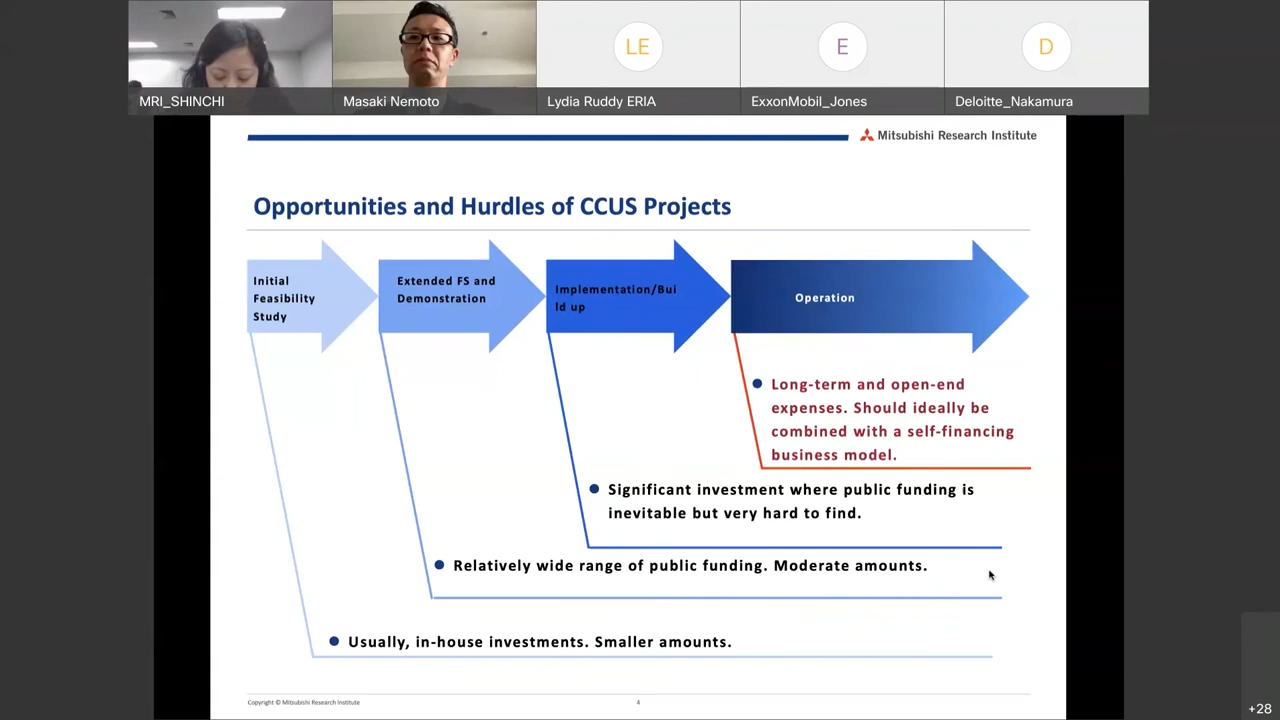 MRI_SHINCHI
Masaki Nemoto
LE
Lydia Ruddy ERIA
E
ExxonMobil_Jones
D
Deloitte_Nakamura
Mitsubishi Research Institute
Opportunities and Hurdles of CCUS Projects
Initial
Feasibility
Study
Extended FS and
Demonstration
Implementation/Bui
ld up
Operation
Long-term and open-end
expenses. Should ideally be
combined with a self-financing
business model.
Significant investment where public funding is
inevitable but very hard to find.
Relatively wide range of public funding. Moderate amounts.
Usually, in-house investments. Smaller amounts.
Copyright © Mitsubishi Research Institute
4
+28